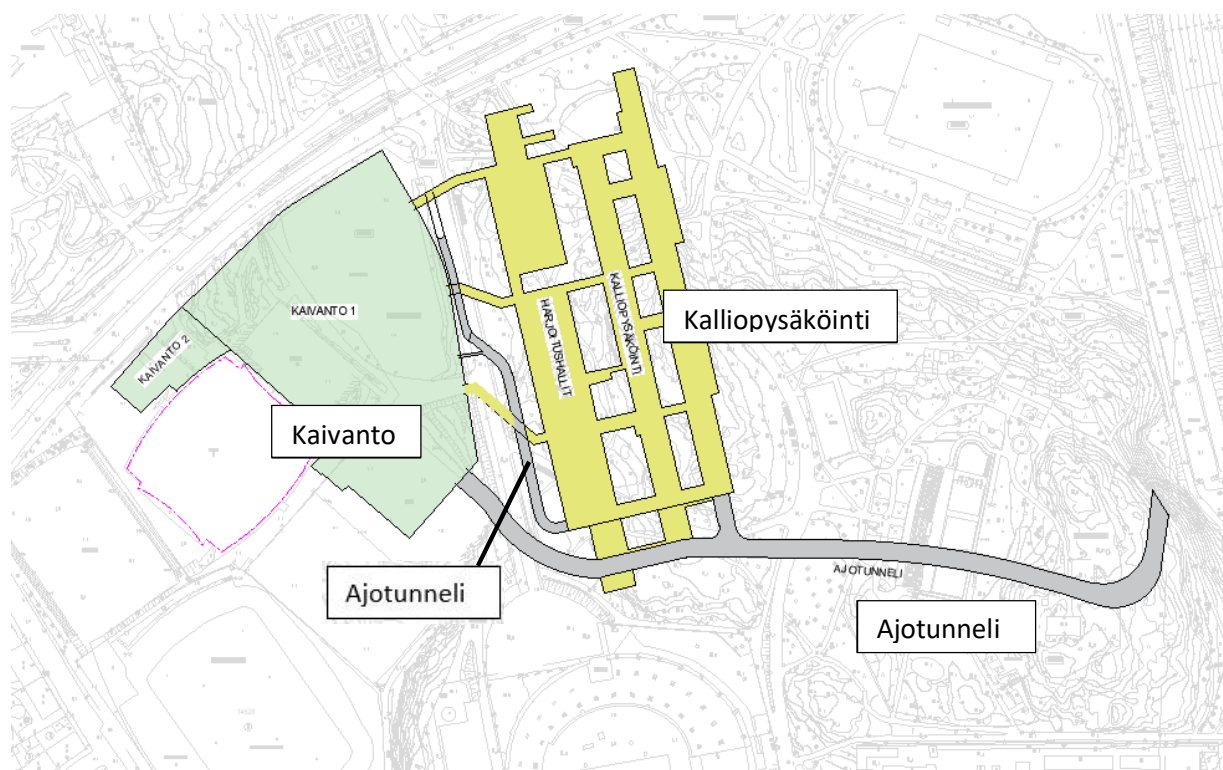 KAIVANTO 1
KAIVANTO 2
HARJOITUSHALLIT
KALLIOPYSÄKÖINTI
Kalliopysäköinti
Kaivanto
Ajotunneli
AJOTUNNELI
Ajotunneli